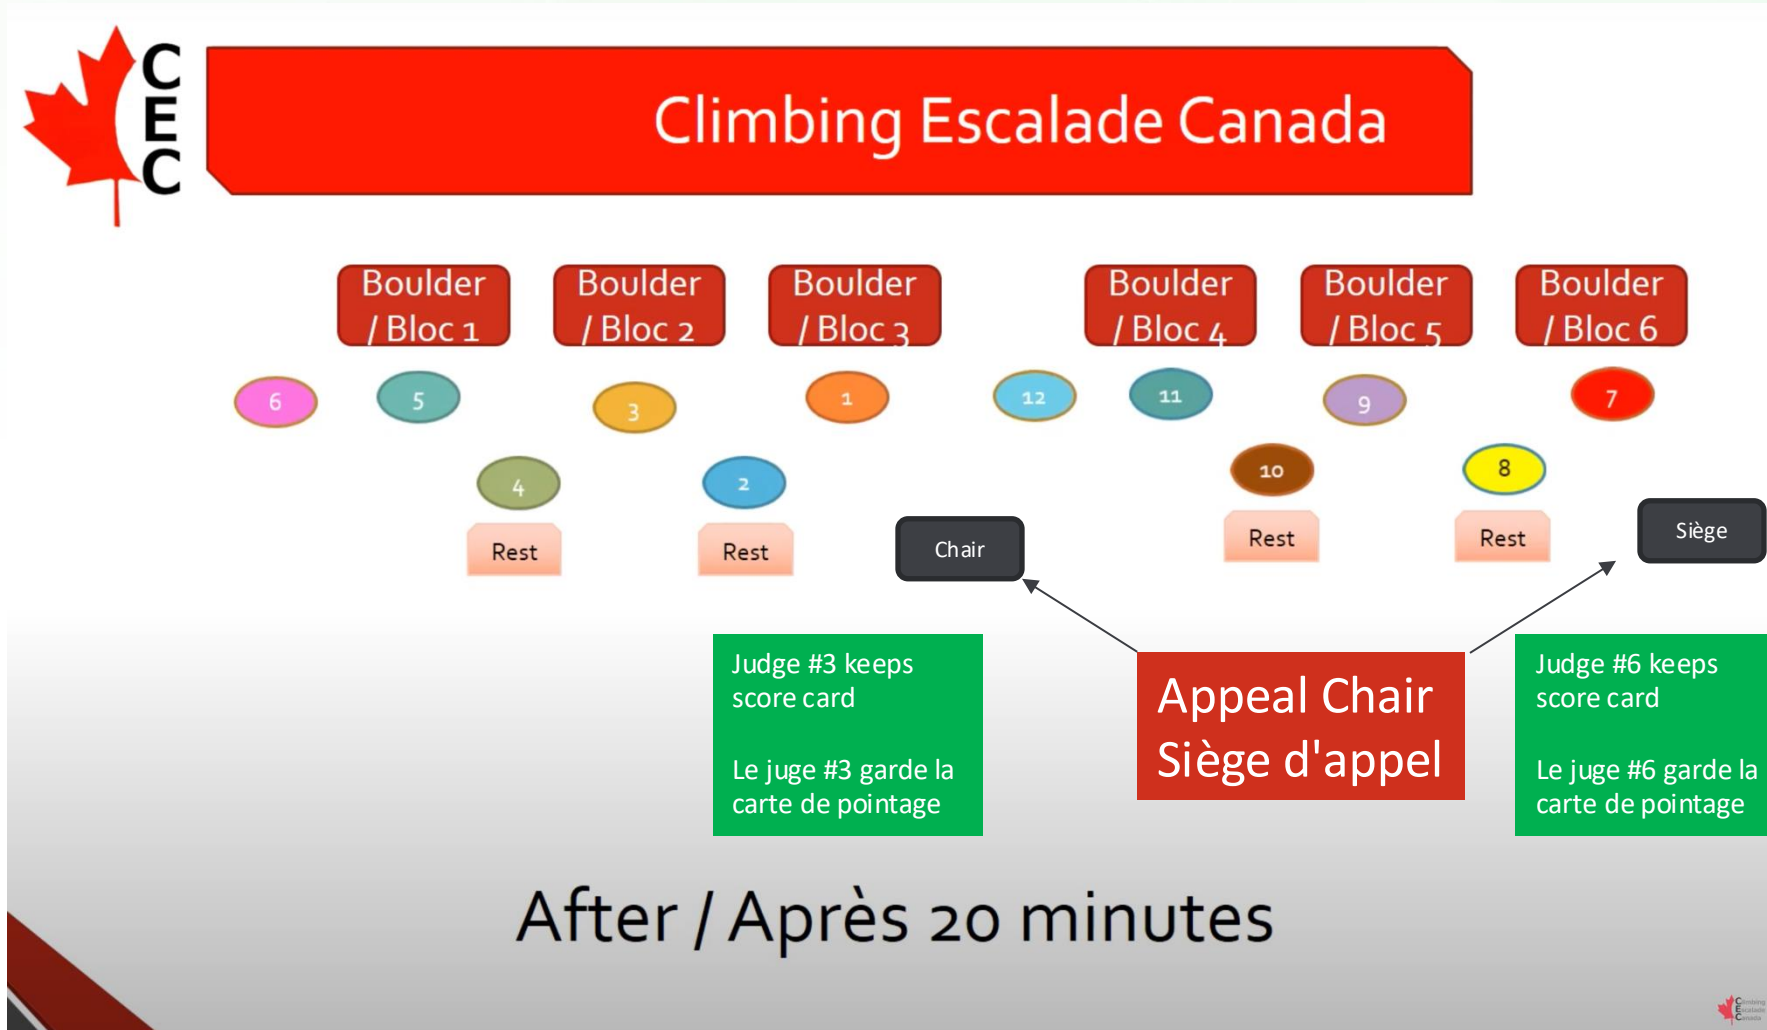 C
E
C
Climbing Escalade Canada
Boulder
/ Bloc 1
Boulder
/ Bloc 2
Boulder
/ Bloc 3
Boulder
/ Bloc 4
Boulder
/ Bloc 5
Boulder
/ Bloc 6
6
5
3
1
12
11
9
7
4
2
10
8
Rest
Rest
Chair
Rest
Rest
Siège
Judge #3 keeps
score card
Le juge #3 garde la
carte de pointage
Appeal Chair
Siège d'appel
Judge #6 keeps
score card
Le juge #6 garde la
carte de pointage
After / Après 20 minutes
Climbing
Escalade
Canada